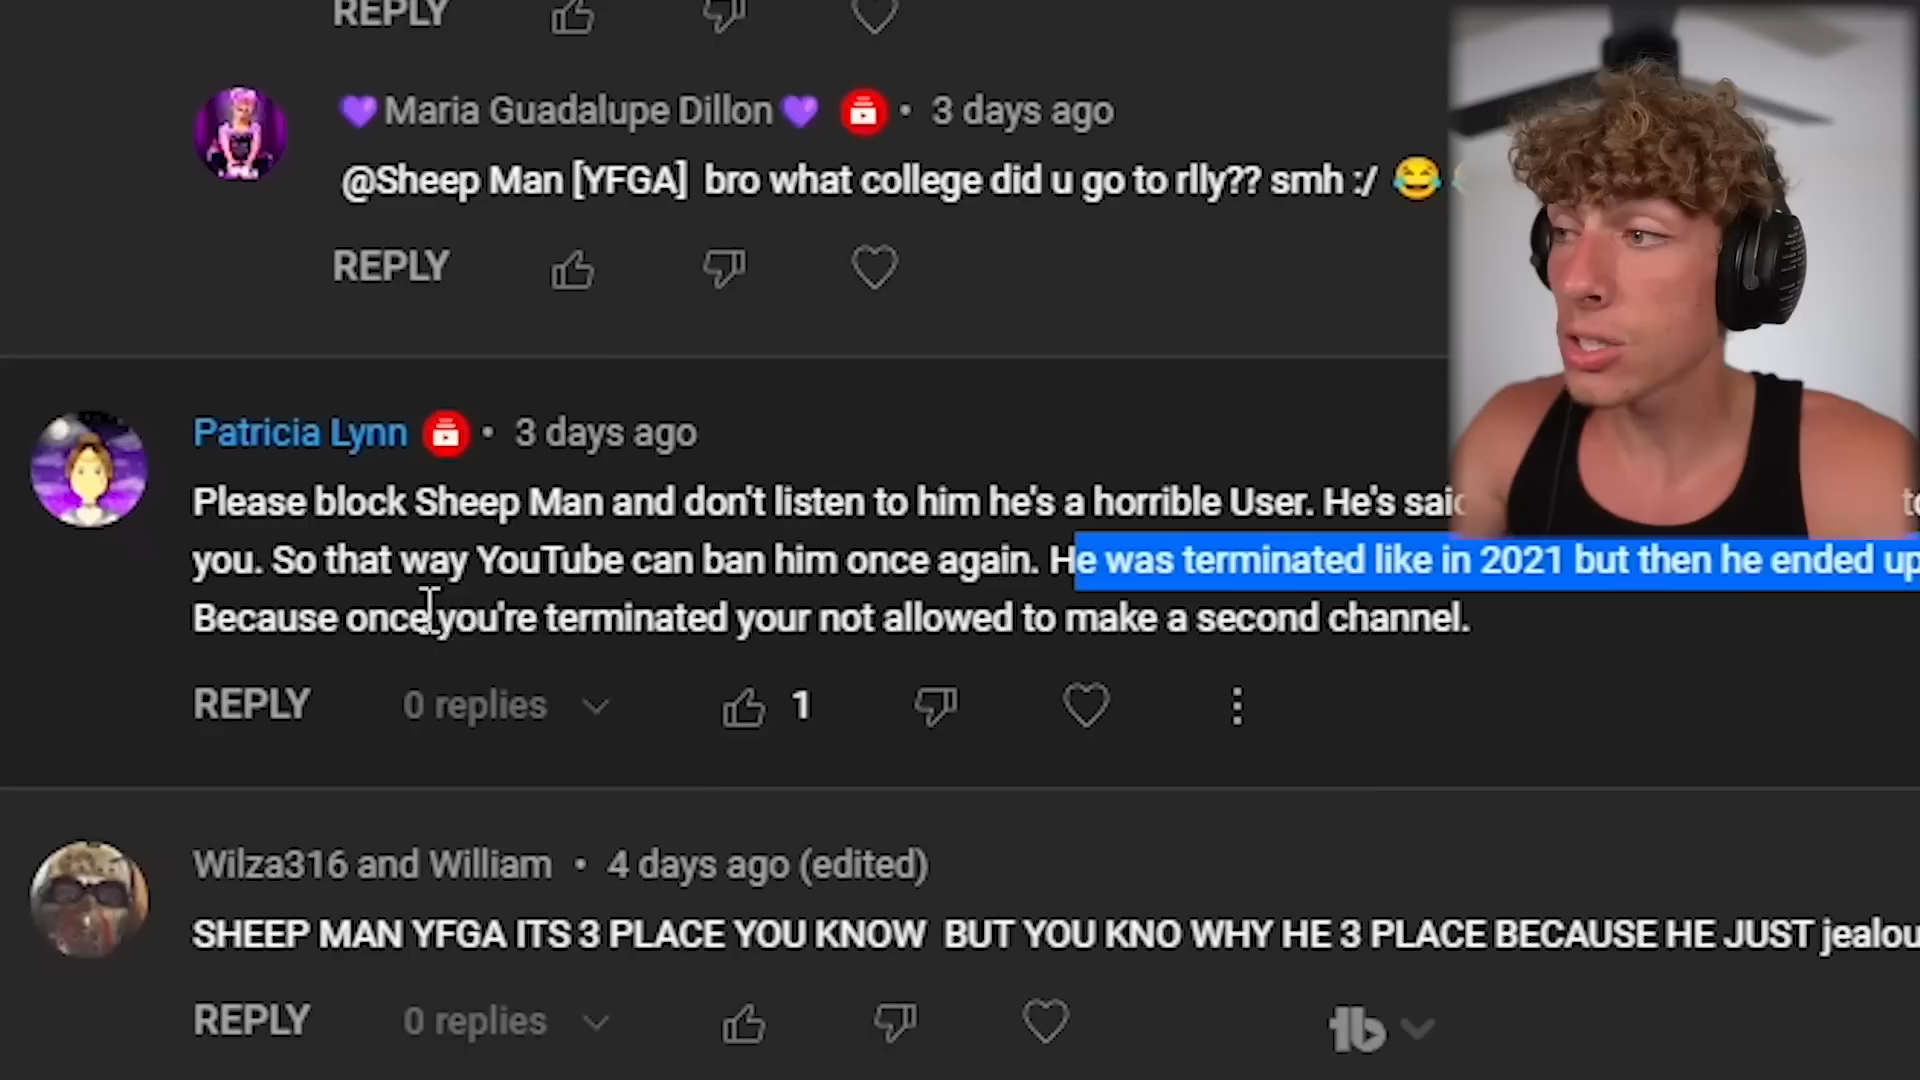 REPLY
💜Maria Guadalupe Dillon💜 • 3 days ago
@Sheep Man [YFGA] bro what college did u go to rlly?? smh :/ 😂
REPLY
Patricia Lynn • 3 days ago
Please block Sheep Man and don't listen to him he's a horrible User. He's said
you. So that way YouTube can ban him once again. He was terminated like in 2021 but then he ended up
Because once you're terminated your not allowed to make a second channel.
REPLY 0 replies 1
Wilza316 and William • 4 days ago (edited)
SHEEP MAN YFGA ITS 3 PLACE YOU KNOW BUT YOU KNO WHY HE 3 PLACE BECAUSE HE JUST
REPLY 0 replies
tb